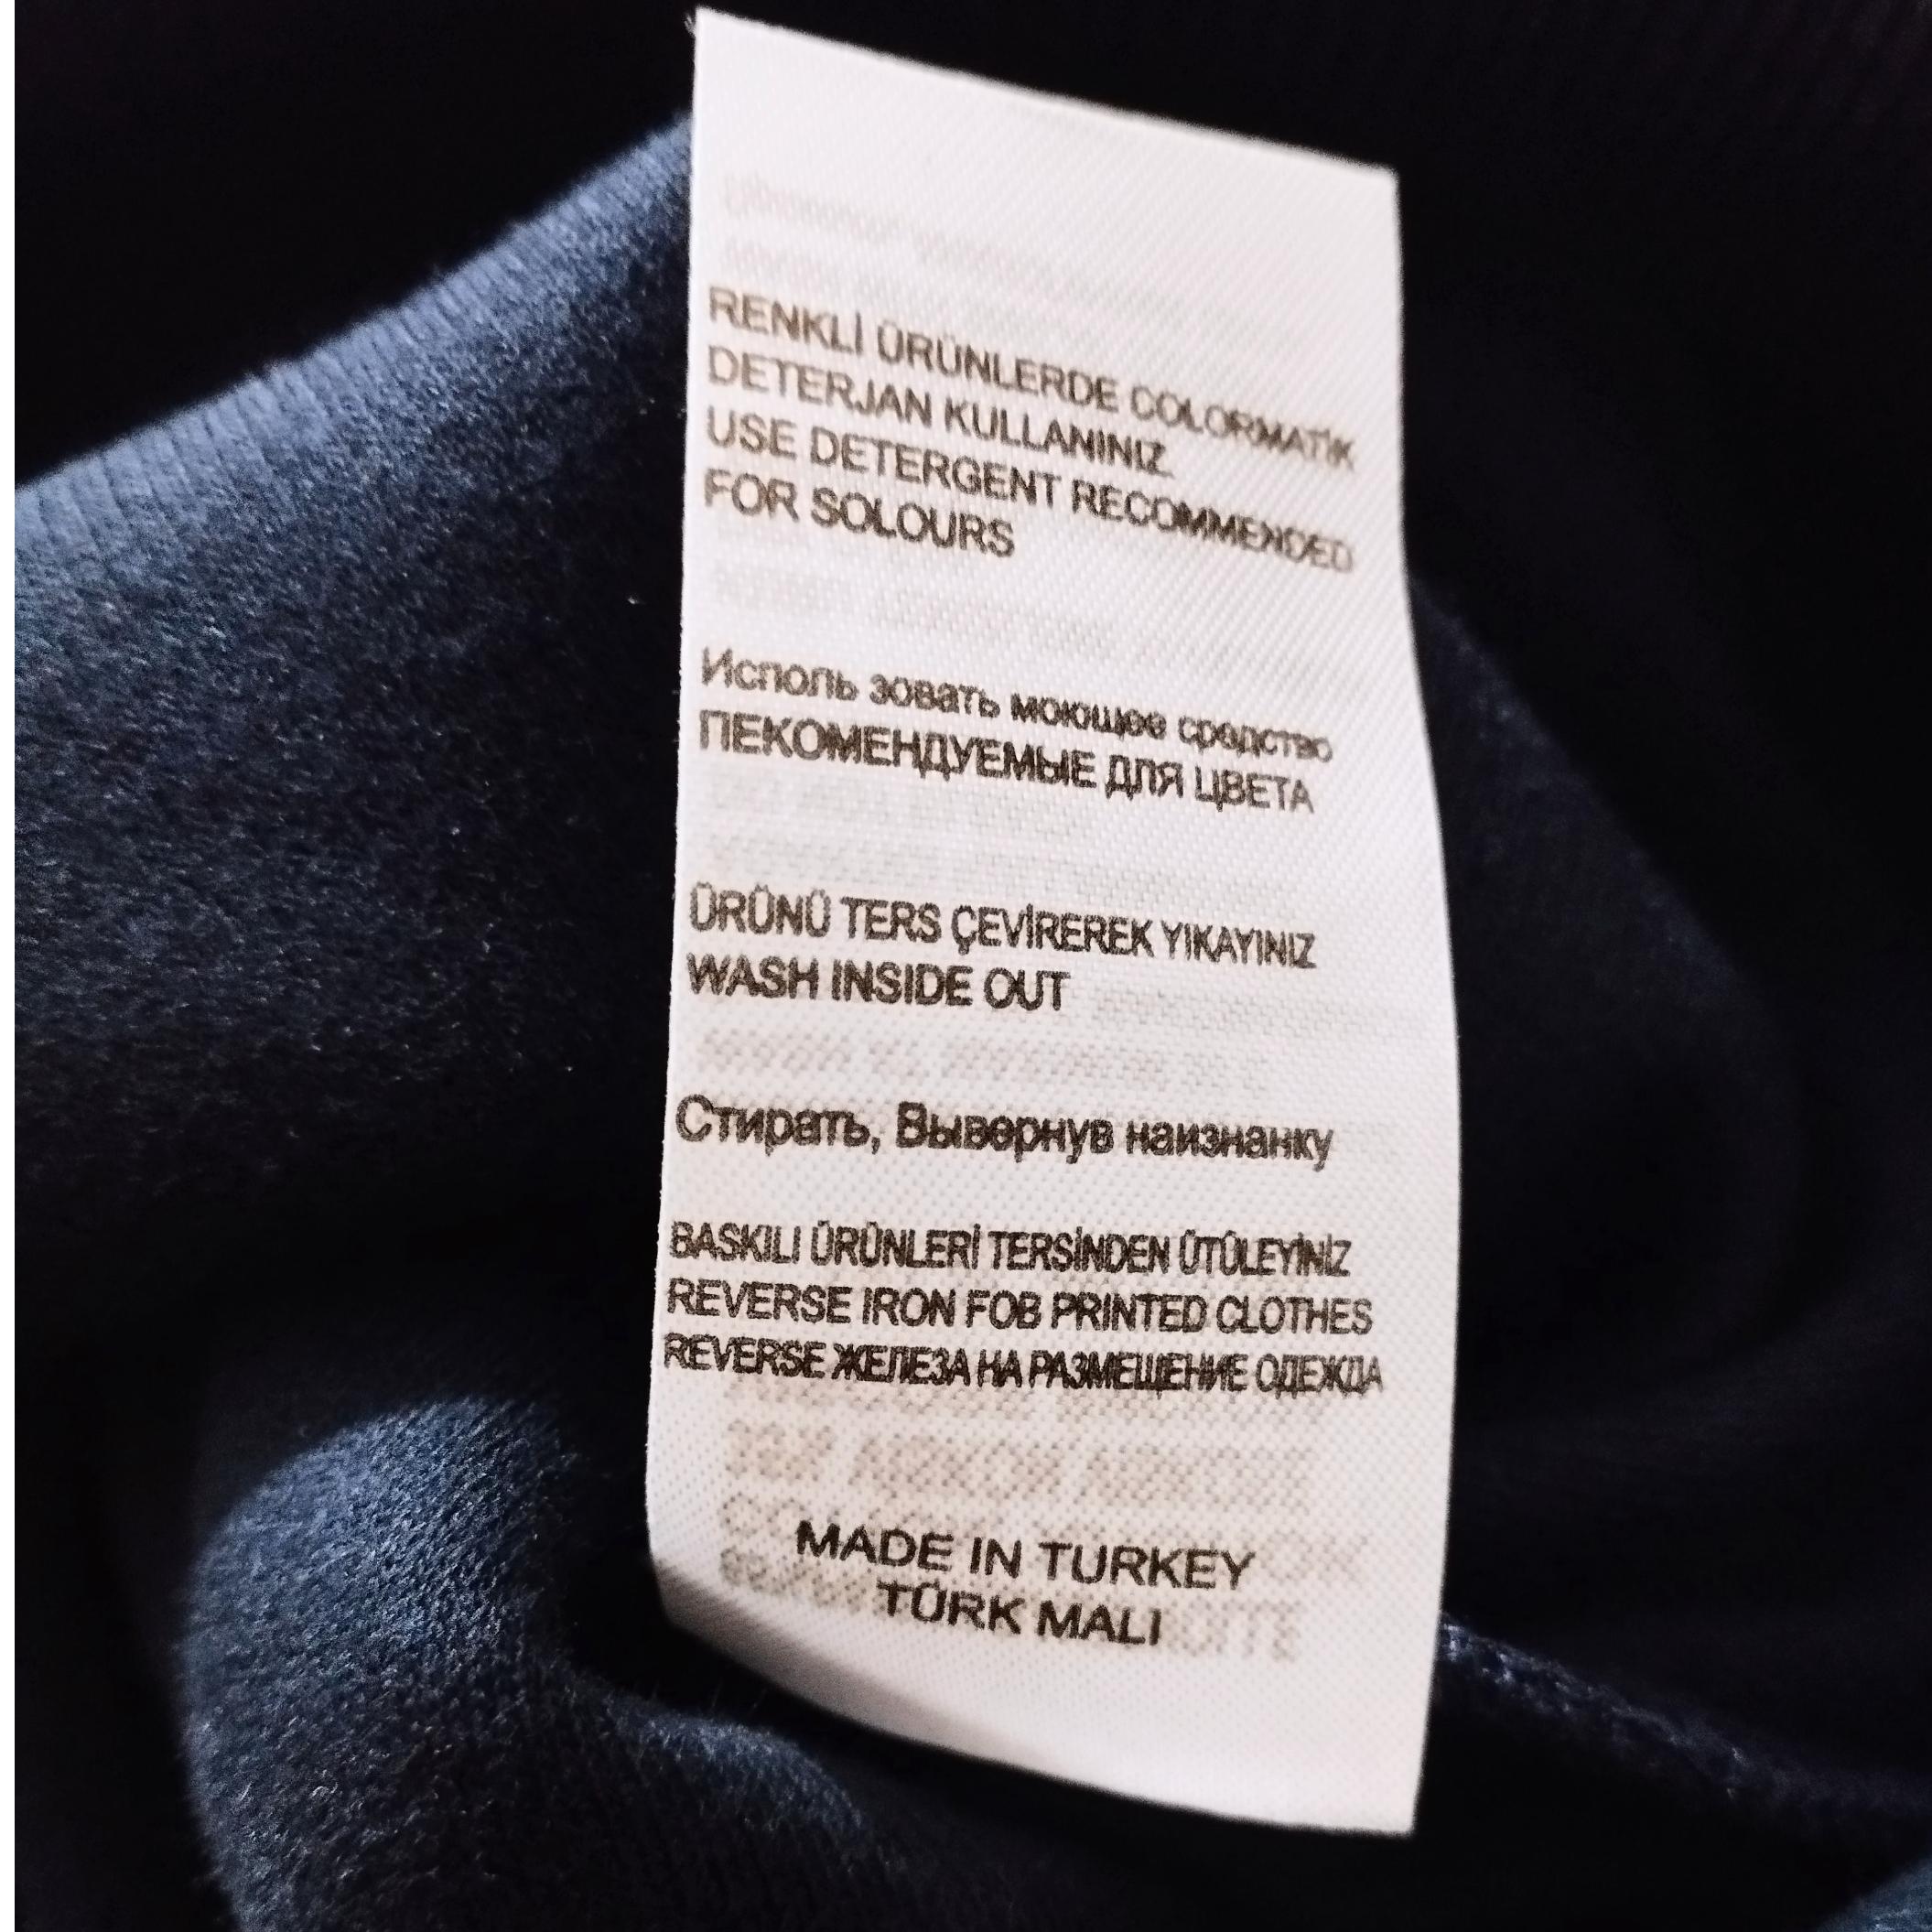 RENKLİ ÜRÜNLERDE COLORMATİK
DETERJAN KULLANINIZ
USE DETERGENT RECOMMENDED
FOR SOLOURS
Исполь зовать моющее средство
ПЕКОМЕНДУЕМЫЕ ДЛЯ ЦВЕТА
ÜRÜNÜ TERS ÇEVİREREK YIKAYINIZ
WASH INSIDE OUT
Стирать, Вывернув наизнанку
BASKILI ÜRÜNLERİ TERSİNDEN ÜTÜLEYİNİZ
REVERSE IRON FOB PRINTED CLOTHES
REVERSE ЖЕЛЕЗА НА РАЗМЕЩЕНИЕ ОДЕЖДА
MADE IN TURKEY
TÜRK MALI